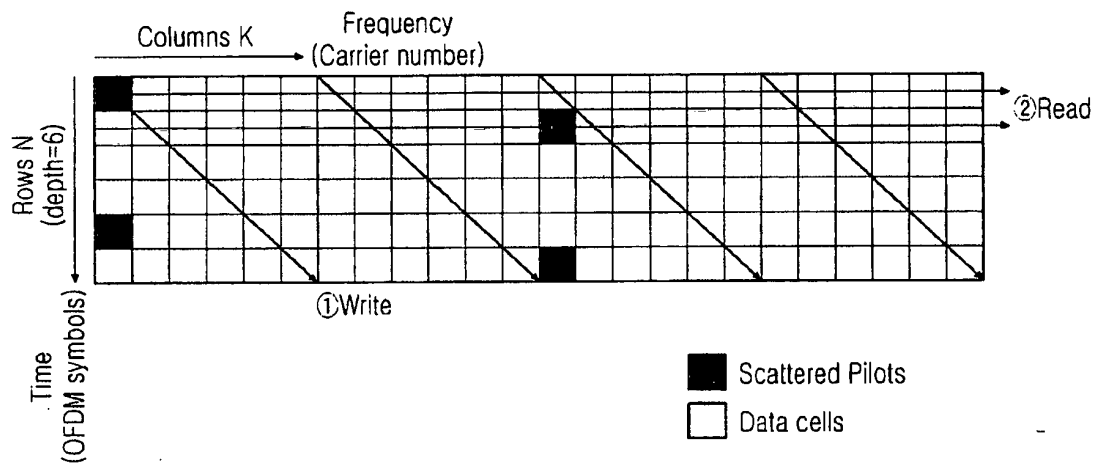 Columns K
Frequency
(Carrier number)
②Read
Rows N
(depth=6)
Time
(OFDM symbols)
①Write
Scattered Pilots
Data cells